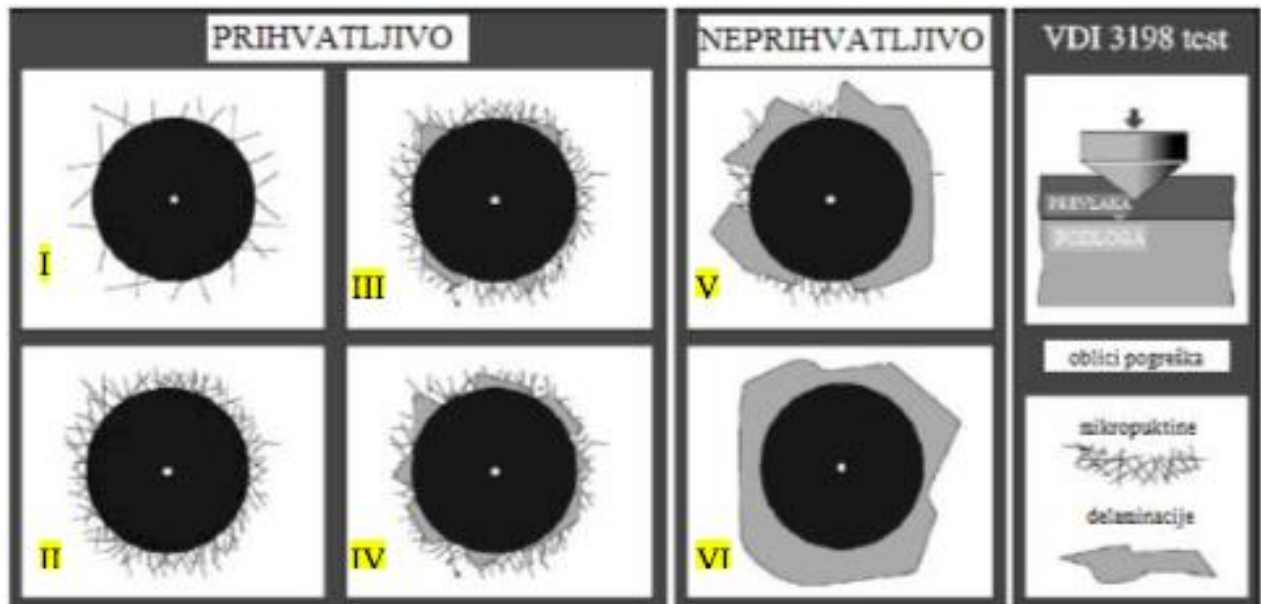 PRIHVATLJIVO
NEPRIHVATLJIVO
VDI 3198 test
I
III
V
PREVLAKA
PODLOGA
oblici pogreška
II
IV
VI
mikropuktine
delaminacije